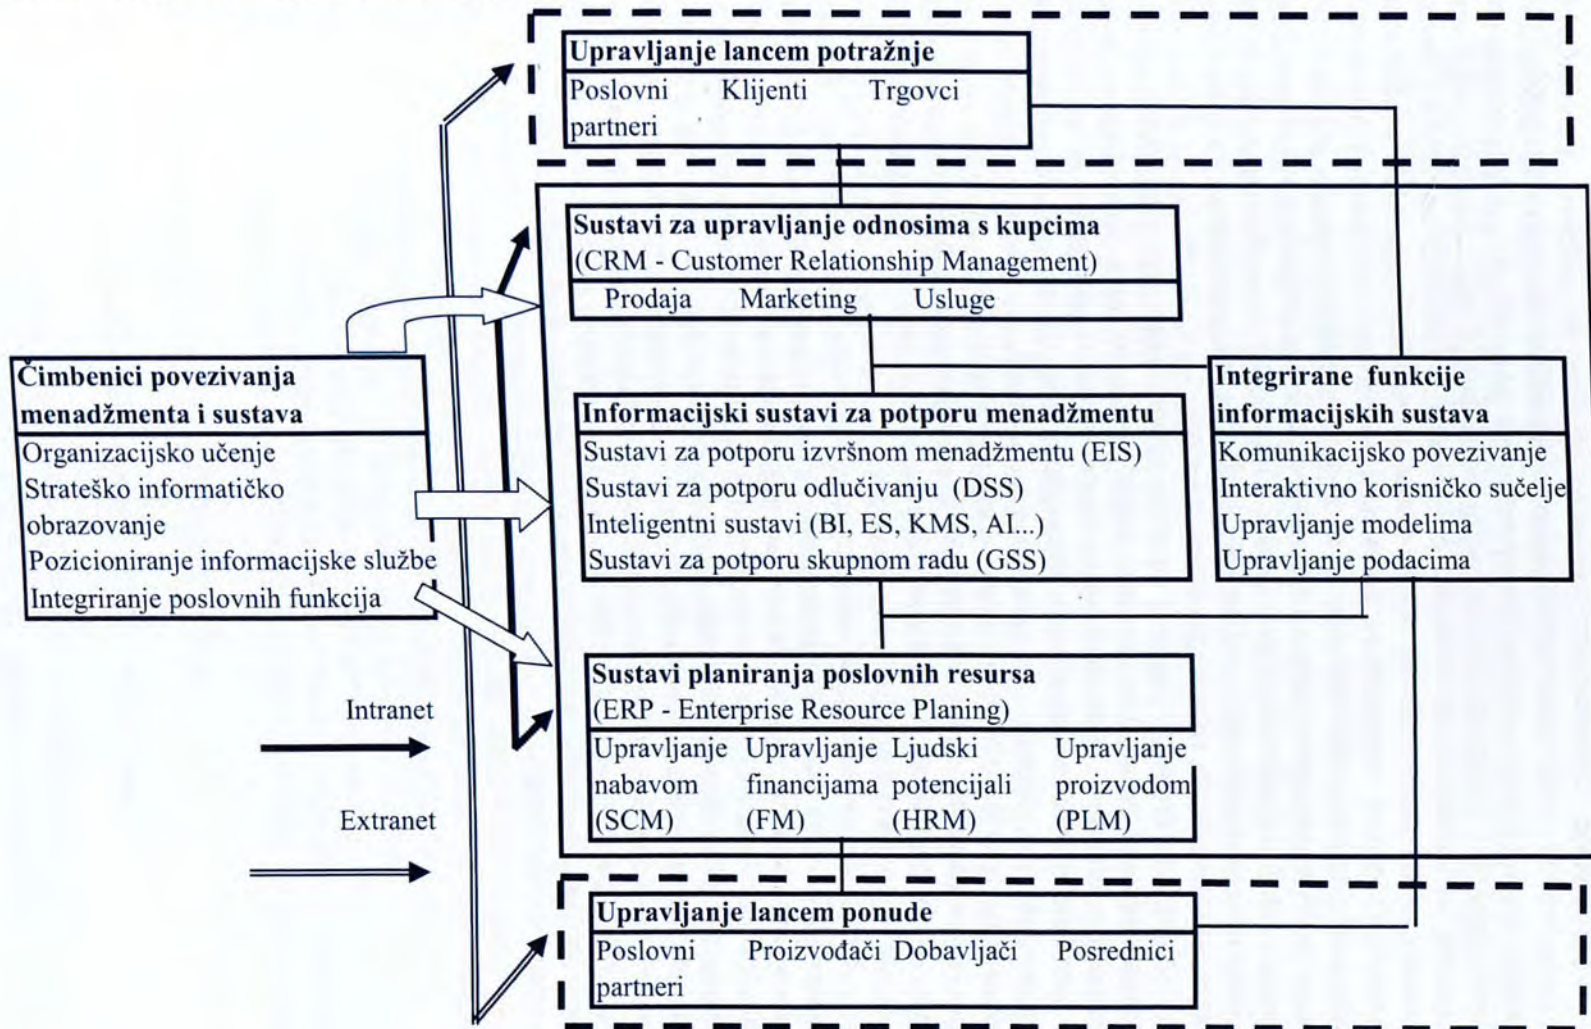 Upravljanje lancem potražnje
Poslovni Klijenti Trgovci
partneri
Sustavi za upravljanje odnosima s kupcima
(CRM - Customer Relationship Management)
Prodaja Marketing Usluge
Čimbenici povezivanja
menadžmenta i sustava
Organizacijsko učenje
Strateško informatičko
obrazovanje
Pozicioniranje informacijske službe
Integriranje poslovnih funkcija
Informacijski sustavi za potporu menadžmentu
Sustavi za potporu izvršnom menadžmentu (EIS)
Sustavi za potporu odlučivanju (DSS)
Inteligentni sustavi (BI, ES, KMS, AI...)
Sustavi za potporu skupnom radu (GSS)
Integrirane funkcije
informacijskih sustava
Komunikacijsko povezivanje
Interaktivno korisničko sučelje
Upravljanje modelima
Upravljanje podacima
Intranet
Extranet
Sustavi planiranja poslovnih resursa
(ERP - Enterprise Resource Planing)
Upravljanje Upravljanje Ljudski Upravljanje
nabavom financijama potencijali proizvodom
(SCM) (FM) (HRM) (PLM)
Upravljanje lancem ponude
Poslovni Proizvođači Dobavljači Posrednici
partneri